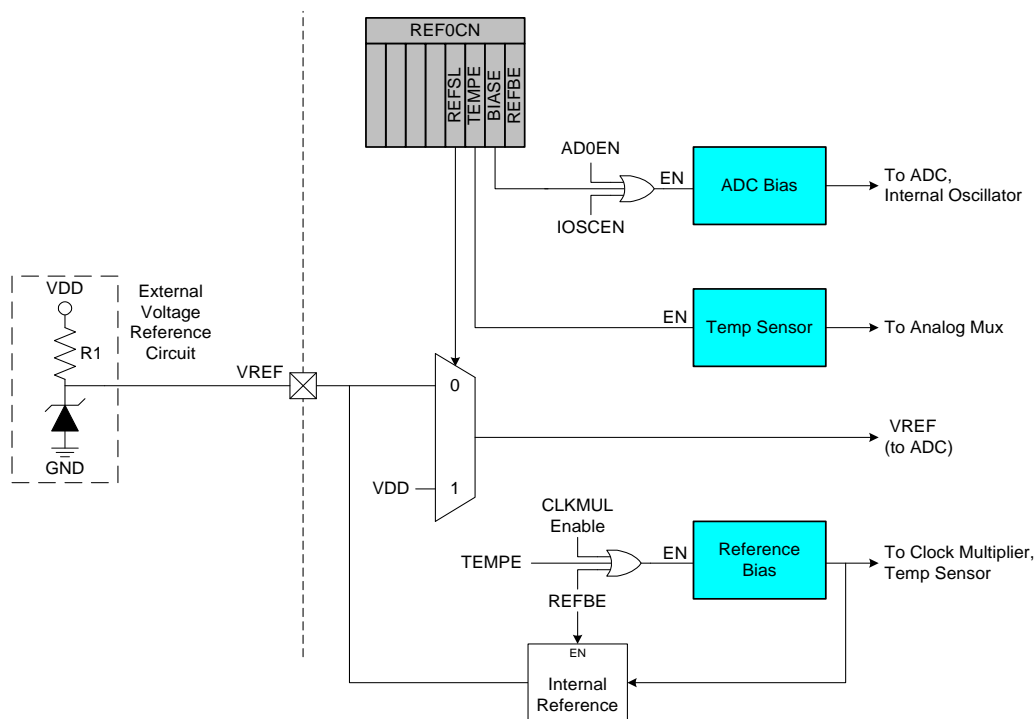 REF0CN
REFSL
TEMPE
BIASE
REFBE
AD0EN
IOSCEN
EN
ADC Bias
To ADC,
Internal Oscillator
VDD
R1
GND
External
Voltage
Reference
Circuit
EN
Temp Sensor
To Analog Mux
VREF
0
VDD
1
VREF
(to ADC)
CLKMUL
Enable
TEMPE
REFBE
EN
Reference
Bias
To Clock Multiplier,
Temp Sensor
EN
Internal
Reference